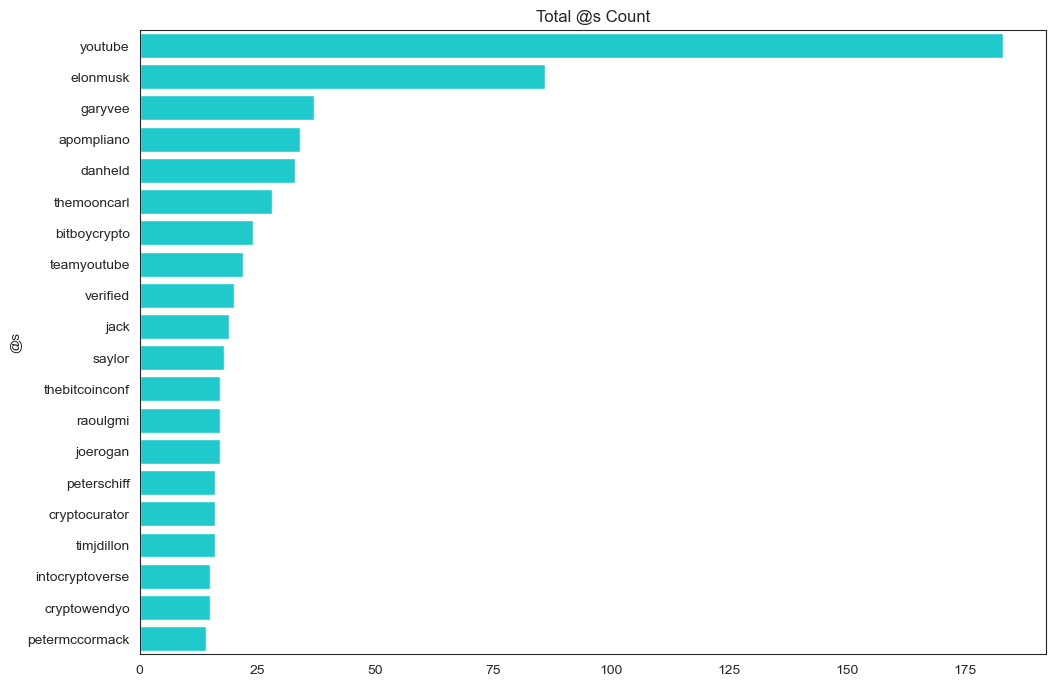 Total @s Count
@s
youtube
elonmusk
garyvee
apompliano
danheld
themooncarl
bitboycrypto
teamyoutube
verified
jack
saylor
thebitcoinconf
raoulgmi
joerogan
peterschiff
cryptocurator
timjdillon
intocryptoverse
cryptowendyo
petermccormack
0 25 50 75 100 125 150 175